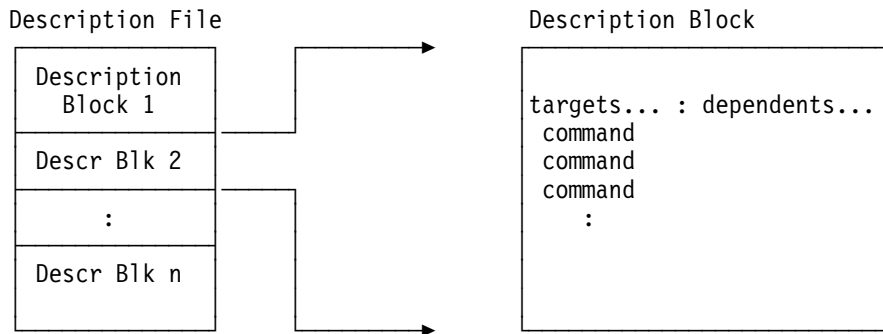 Description File
Description
Block 1
Descr Blk 2
:
Descr Blk n
Description Block
targets... : dependents...
command
command
command
: